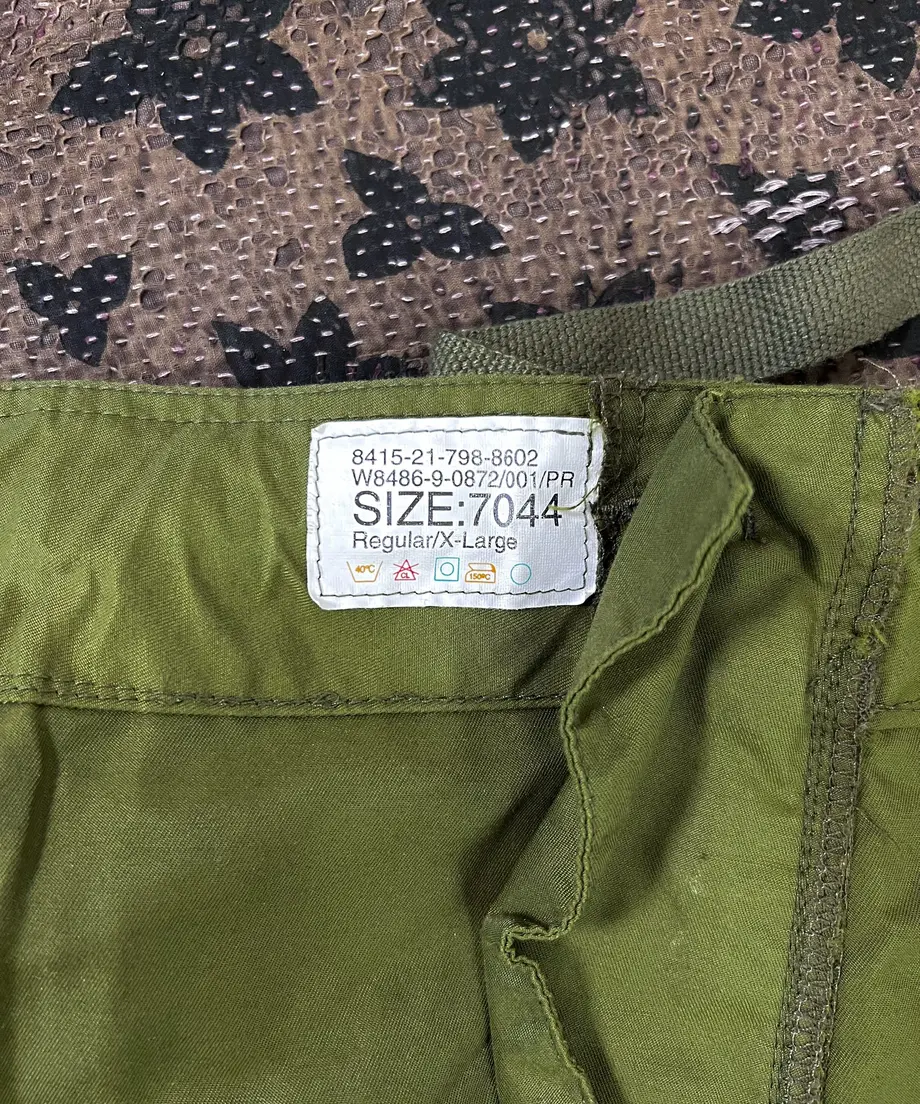 8415-21-798-8602
W8486-9-0872/001/PR
SIZE:7044
Regular/X-Large
40°C CL 150°C